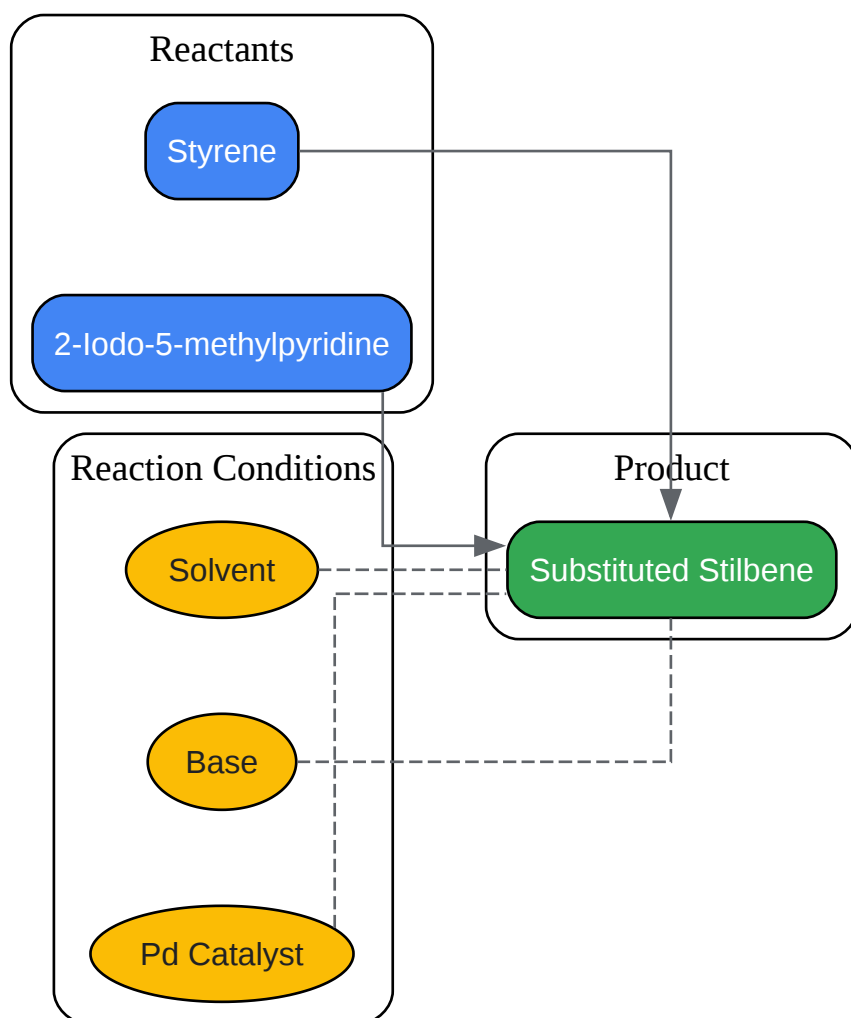 Reactants
Styrene
2-Iodo-5-methylpyridine
Reaction Conditions
Solvent
Base
Pd Catalyst
Product
Substituted Stilbene